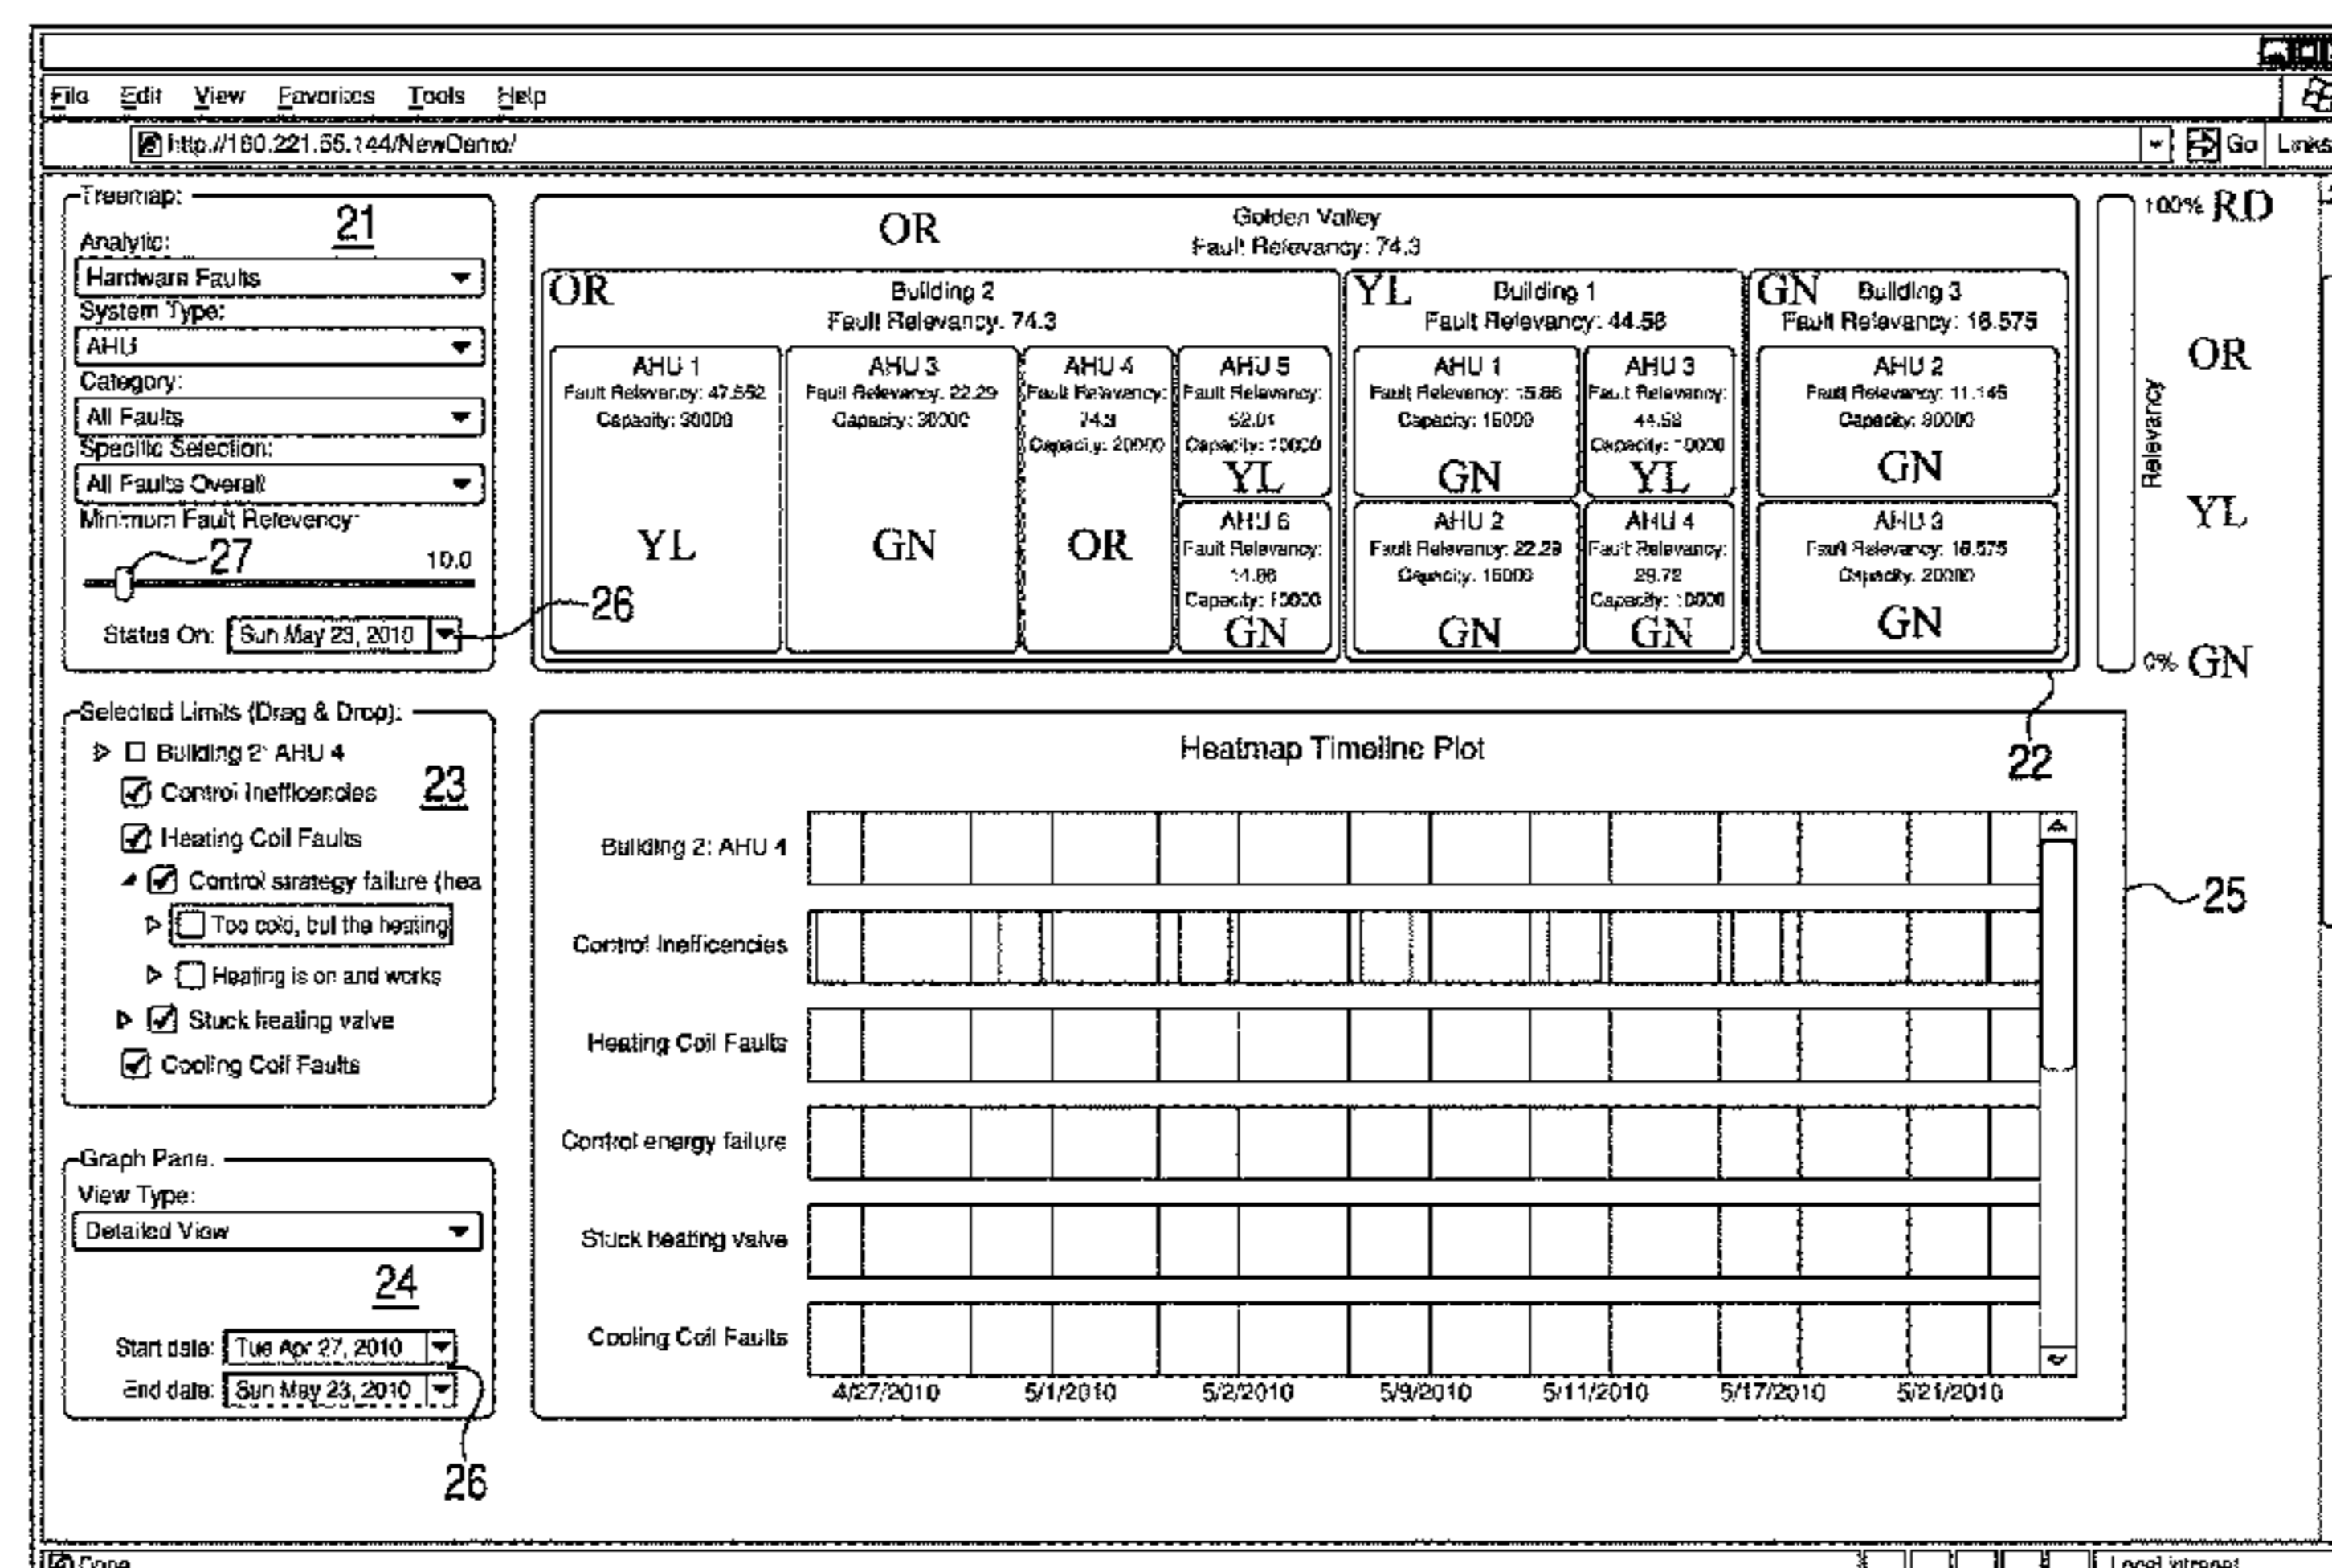 File Edit View Favorites Tools Help
http://160.221.65.144/NewDemo/
Go Links
Treemap:
21
Analytic:
Hardware Faults
System Type:
AHU
Category:
All Faults
Specific Selection:
All Faults Overall
Minimum Fault Relevency:
27
10.0
Status On: Sun May 23, 2010
26
OR
Golden Valley
Fault Relevancy: 74.3
OR
Building 2
Fault Relevancy: 74.3
AHU 1
Fault Relevancy: 47.552
Capacity: 30000
YL
AHU 3
Fault Relevancy: 22.29
Capacity: 30000
GN
AHU 4
Fault Relevancy:
74.3
Capacity: 20000
OR
AHU 5
Fault Relevancy:
52.01
Capacity: 10000
YL
AHU 6
Fault Relevancy:
14.86
Capacity: 10000
GN
YL
Building 1
Fault Relevancy: 44.58
AHU 1
Fault Relevancy:
Capacity: 15000
GN
AHU 3
Fault Relevancy:
44.58
Capacity: 10000
YL
AHU 2
Fault Relevancy: 22.29
Capacity: 15000
GN
AHU 4
Fault Relevancy:
29.72
Capacity: 10000
GN
GN
Building 3
Fault Relevancy: 16.575
AHU 2
Fault Relevancy: 11.145
Capacity: 30000
GN
AHU 3
Fault Relevancy: 16.575
Capacity: 20000
GN
100% RD
OR
Relevancy
YL
0% GN
22
Selected Limits (Drag & Drop):
Building 2: AHU 4
Control Inefficencies
23
Heating Coil Faults
Control strategy failure (hea
Too cold, but the heating
Heating is on and works
Stuck heating valve
Cooling Coil Faults
Graph Pane:
View Type:
Detailed View
24
Start date: Tue Apr 27, 2010
End date: Sun May 23, 2010
26
Heatmap Timeline Plot
Building 2: AHU 4
Control Inefficencies
Heating Coil Faults
Control energy failure
Stuck heating valve
Cooling Coil Faults
4/27/2010 5/1/2010 5/2/2010 5/9/2010 5/11/2010 5/17/2010 5/21/2010
25
Done
Local intranet